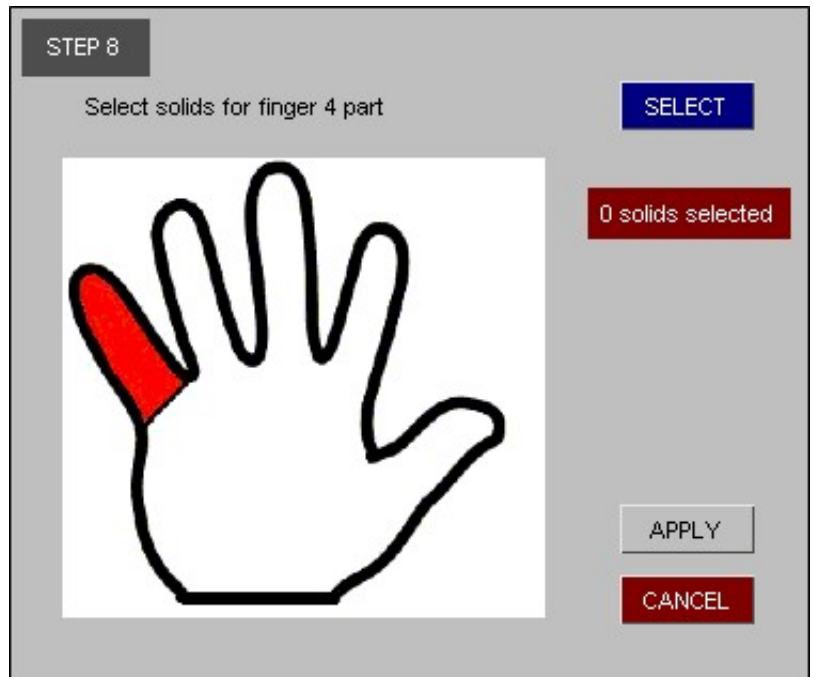 STEP 8
Select solids for finger 4 part
SELECT
0 solids selected
APPLY
CANCEL